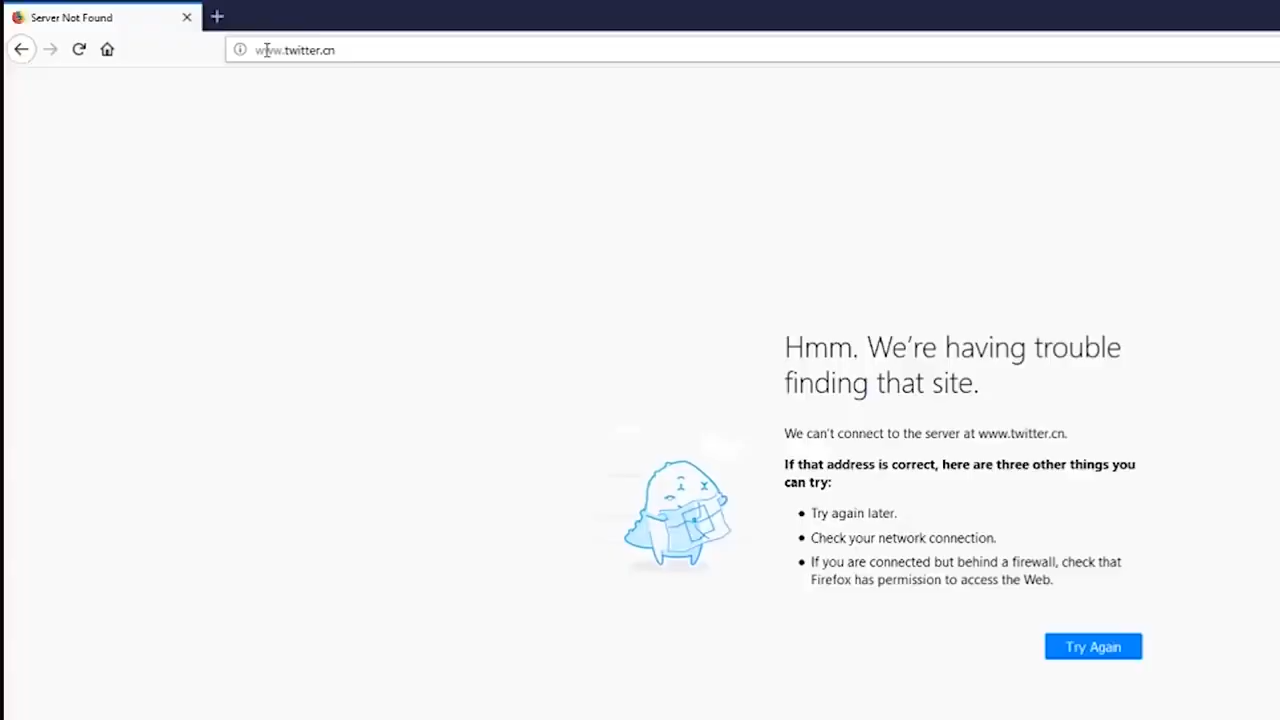 Server Not Found
www.twitter.cn
Hmm. We're having trouble
finding that site.
We can't connect to the server at www.twitter.cn.
If that address is correct, here are three other things you
can try:
Try again later.
Check your network connection.
If you are connected but behind a firewall, check that
Firefox has permission to access the Web.
Try Again